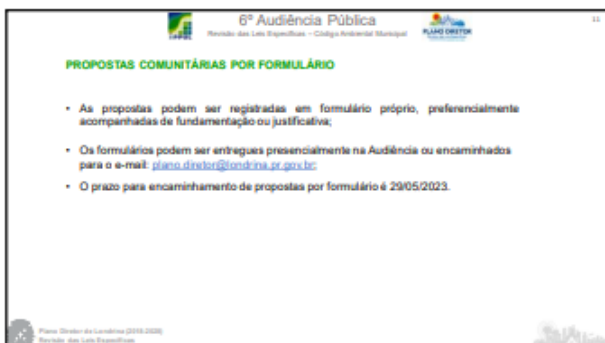 6º Audiência Pública
Revisão das Leis Específicas – Código Ambiental Municipal
PLANO DIRETOR
11
PROPOSTAS COMUNITÁRIAS POR FORMULÁRIO
• As propostas podem ser registradas em formulário próprio, preferencialmente
acompanhadas de fundamentação ou justificativa;
• Os formulários podem ser entregues presencialmente na Audiência ou encaminhados
para o e-mail: plano.diretor@londrina.pr.gov.br;
• O prazo para encaminhamento de propostas por formulário é 29/05/2023.
Plano Diretor de Londrina (2018-2028)
Revisão das Leis Específicas